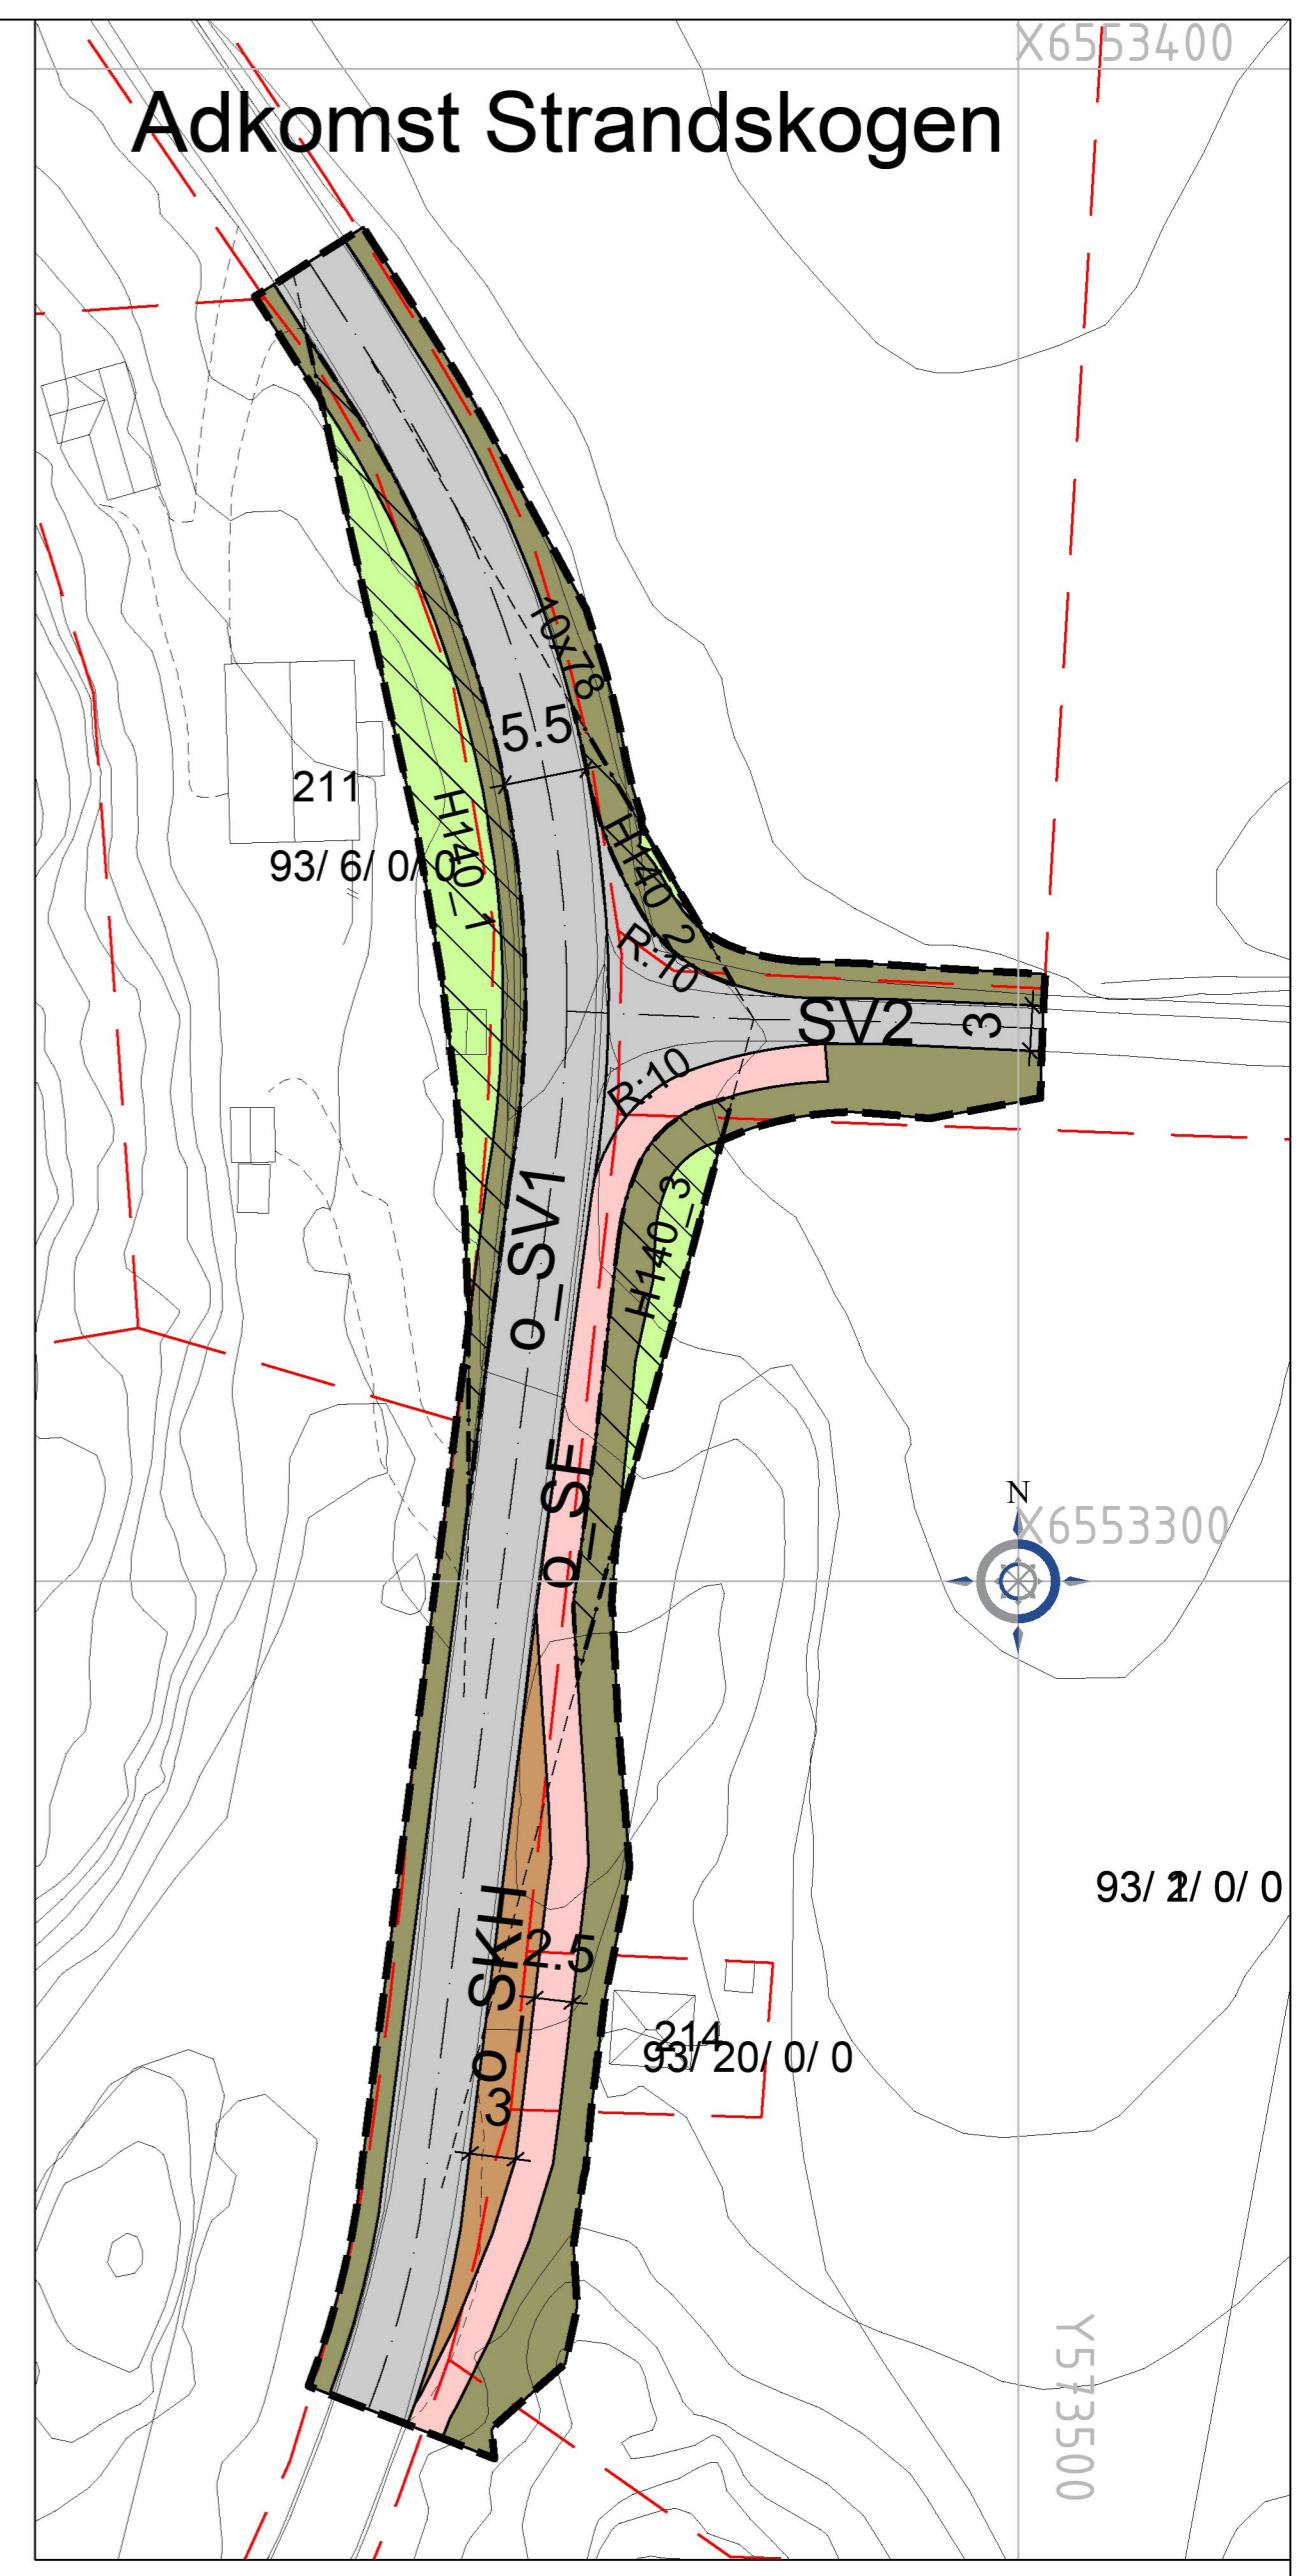 X6553400
Adkomst Strandskogen
10x78
5.5
211
H140_1
H140_2
93/ 6/ 0/ 0
R:10
SV2
3
R:10
o_SV1
H140_3
o_SF
N
X6553300
o_SKH
2.5
93/ 0/ 0
214
93/ 20/ 0/ 0
3
Y573500